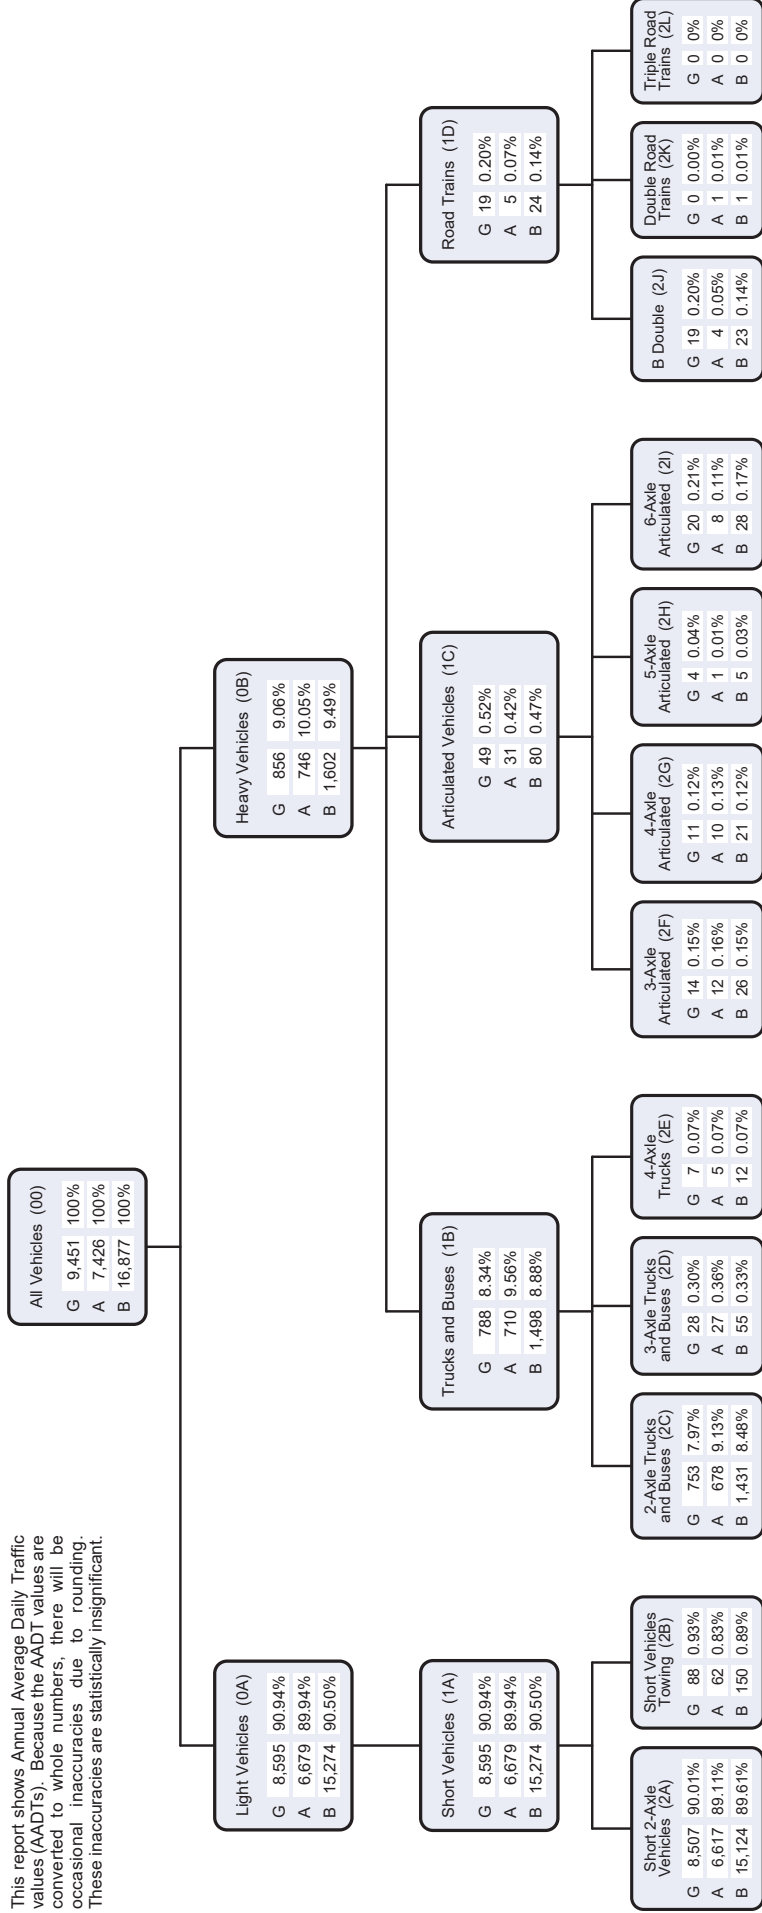 This report shows Annual Average Daily Traffic
values (AADTs). Because the AADT values are
converted to whole numbers, there will be
occasional inaccuracies due to rounding.
These inaccuracies are statistically insignificant.
All Vehicles (00)
G 9,451 100%
A 7,426 100%
B 16,877 100%
Light Vehicles (0A)
G 8,595 90.94%
A 6,679 89.94%
B 15,274 90.50%
Heavy Vehicles (0B)
G 856 9.06%
A 746 10.05%
B 1,602 9.49%
Short Vehicles (1A)
G 8,595 90.94%
A 6,679 89.94%
B 15,274 90.50%
Trucks and Buses (1B)
G 788 8.34%
A 710 9.56%
B 1,498 8.88%
Articulated Vehicles (1C)
G 49 0.52%
A 31 0.42%
B 80 0.47%
Road Trains (1D)
G 19 0.20%
A 5 0.07%
B 24 0.14%
Short 2-Axle
Vehicles (2A)
G 8,507 90.01%
A 6,617 89.11%
B 15,124 89.61%
Short Vehicles
Towing (2B)
G 88 0.93%
A 62 0.83%
B 150 0.89%
2-Axle Trucks
and Buses (2C)
G 753 7.97%
A 678 9.13%
B 1,431 8.48%
3-Axle Trucks
and Buses (2D)
G 28 0.30%
A 27 0.36%
B 55 0.33%
4-Axle
Trucks (2E)
G 7 0.07%
A 5 0.07%
B 12 0.07%
3-Axle
Articulated (2F)
G 14 0.15%
A 12 0.16%
B 26 0.15%
4-Axle
Articulated (2G)
G 11 0.12%
A 10 0.13%
B 21 0.12%
5-Axle
Articulated (2H)
G 4 0.04%
A 1 0.01%
B 5 0.03%
6-Axle
Articulated (2I)
G 20 0.21%
A 8 0.11%
B 28 0.17%
B Double (2J)
G 19 0.20%
A 4 0.05%
B 23 0.14%
Double Road
Trains (2K)
G 0 0.00%
A 1 0.01%
B 1 0.01%
Triple Road
Trains (2L)
G 0 0%
A 0 0%
B 0 0%